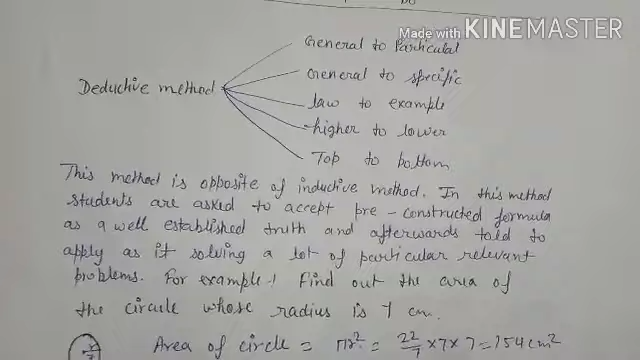 Made with KINEMASTER
General to Particulal
General to specific
Deductive method
law to example
higher to lower
Top to bottom
This method is opposite of inductive method. In this method
students are asked to accept pre-constructed formula
as a well established truth and afterwards told to
apply as it solving a lot of particular relevant
problems. For example:! Find out the area of
the circule whose radius is 7 cm.
Area of circle = πr² = 22/7 × 7 × 7 = 154 cm²